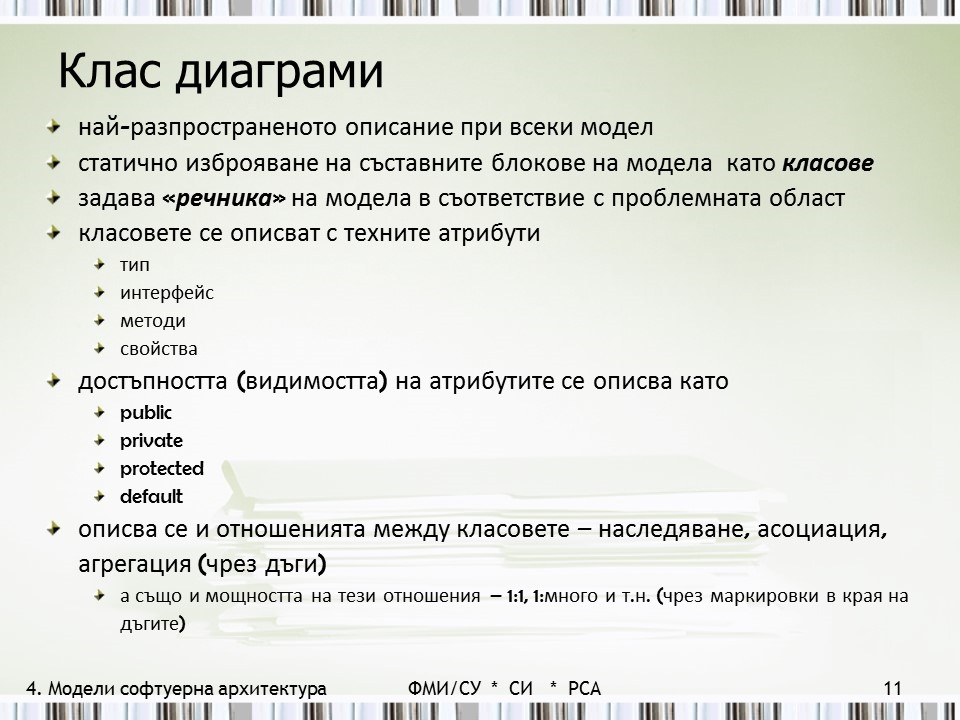 Клас диаграми
най-разпространеното описание при всеки модел
статично изброяване на съставните блокове на модела като класове
задава «речника» на модела в съответствие с проблемната област
класовете се описват с техните атрибути
тип
интерфейс
методи
свойства
достъпността (видимостта) на атрибутите се описва като
public
private
protected
default
описва се и отношенията между класовете – наследяване, асоциация,
агрегация (чрез дъги)
а също и мощността на тези отношения – 1:1, 1:много и т.н. (чрез маркировки в края на
дъгите)
4. Модели софтуерна архитектура ФМИ/СУ * СИ * РСА 11